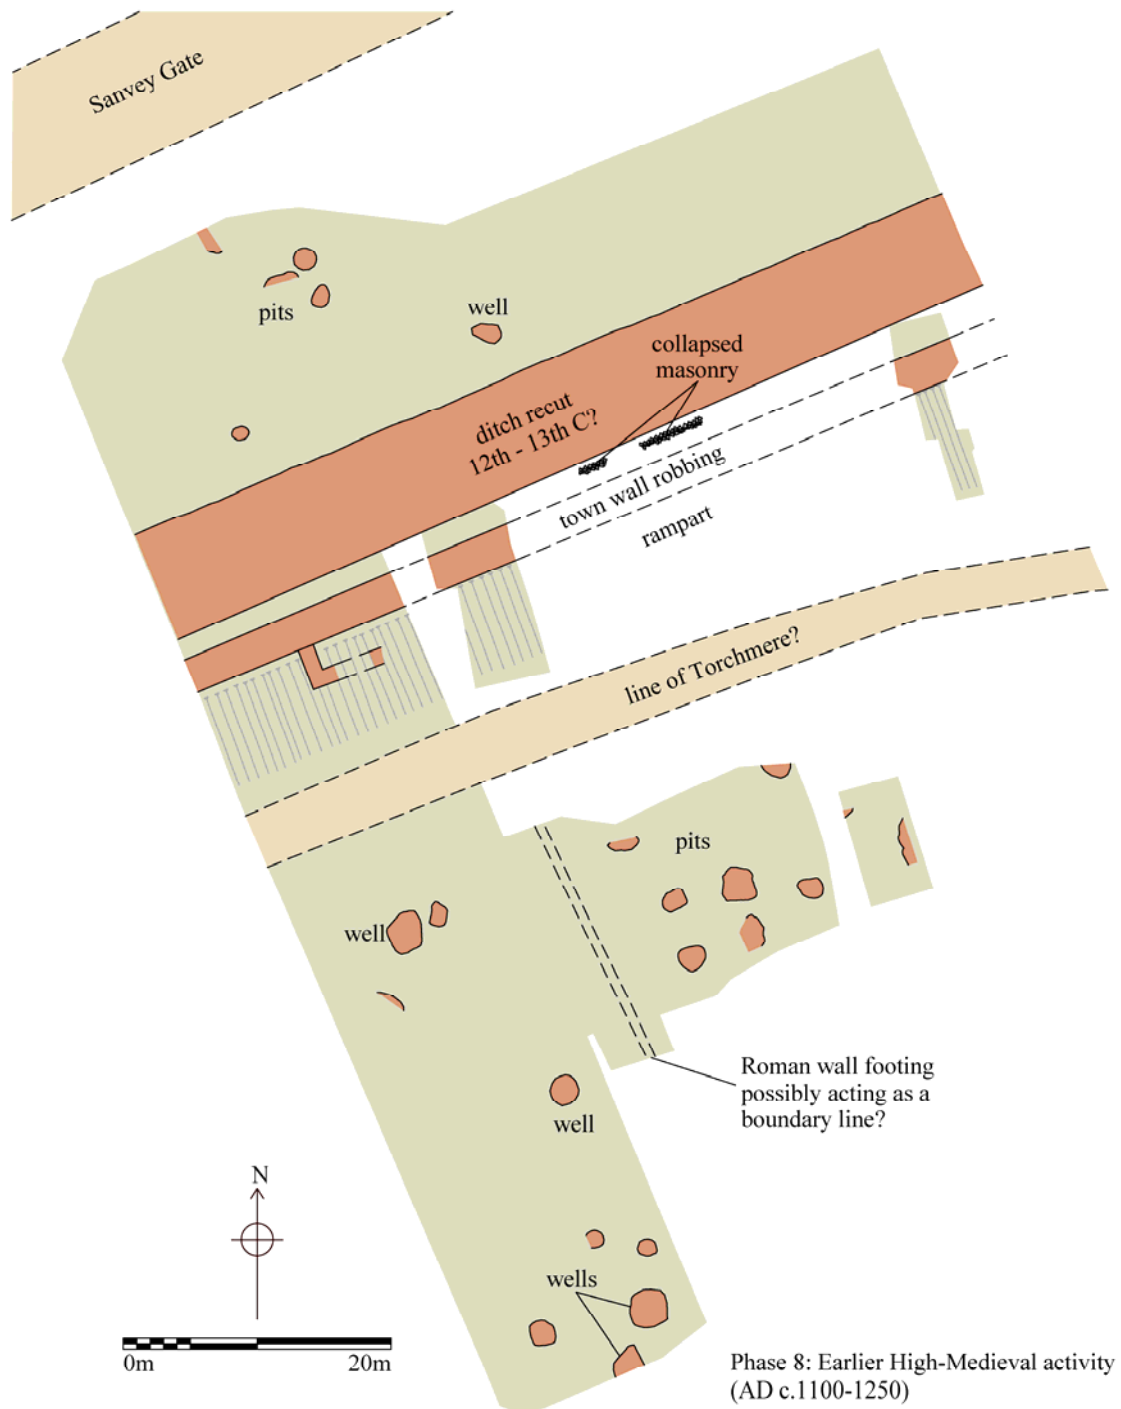 Sanvey Gate
pits
well
collapsed
masonry
ditch recut
12th - 13th C?
town wall robbing
rampart
line of Torchmere?
pits
well
Roman wall footing
possibly acting as a
boundary line?
well
N
wells
0m
20m
Phase 8: Earlier High-Medieval activity
(AD c.1100-1250)